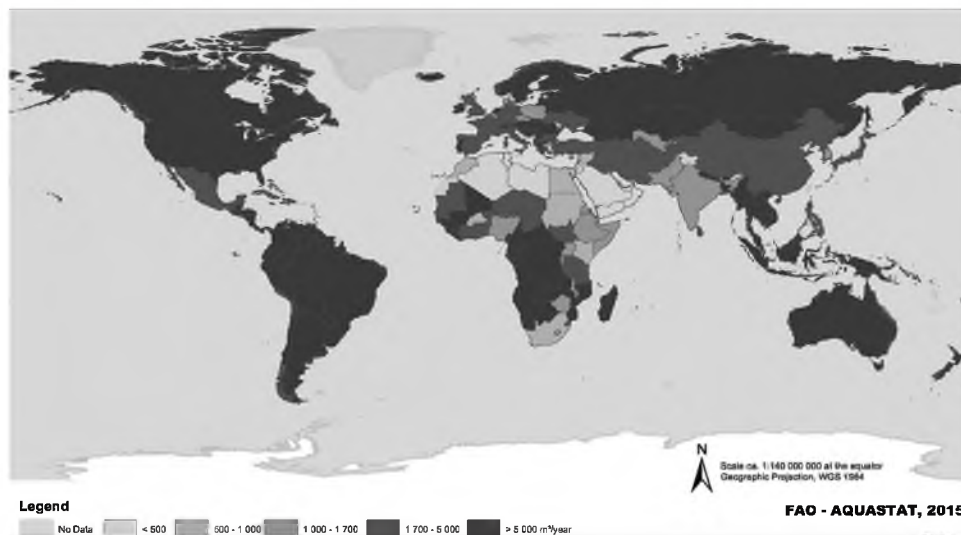 N
Scale ca. 1:140 000 000 at the equator
Geographic Projection, WGS 1984
Legend
No Data < 500 500 - 1 000 1 000 - 1 700 1 700 - 5 000 > 5 000 m³/year
FAO - AQUASTAT, 2015